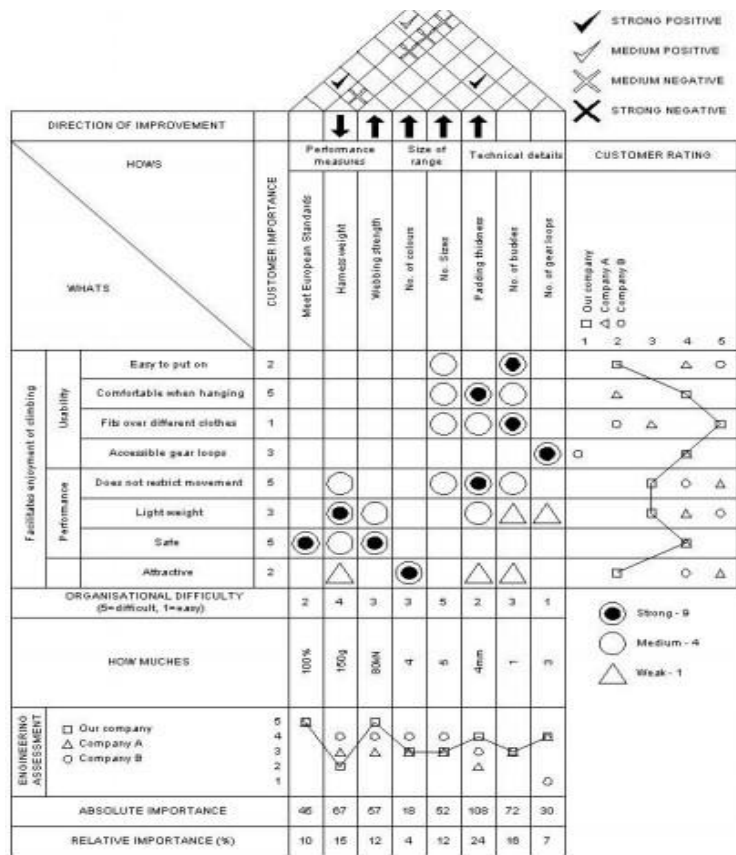 STRONG POSITIVE
MEDIUM POSITIVE
MEDIUM NEGATIVE
STRONG NEGATIVE
DIRECTION OF IMPROVEMENT
HOWS
WHATS
CUSTOMER IMPORTANCE
Performance measures
Size of range
Technical details
CUSTOMER RATING
Meet European Standards
Harness weight
Webbing strength
No. of colours
No. Sizes
Padding thickness
No. of buckles
No. of gear loops
Our company
Company A
Company B
1 2 3 4 5
Facilitates enjoyment of climbing
Usability
Easy to put on 2
Comfortable when hanging 5
Fits over different clothes 1
Accessible gear loops 3
Performance
Does not restrict movement 5
Light weight 3
Safe 5
Attractive 2
ORGANISATIONAL DIFFICULTY
(5=difficult, 1=easy) 2 4 3 3 5 2 3 1
Strong - 9
Medium - 4
Weak - 1
HOW MUCHES 100% 4 4mm 1 3
ENGINEERING ASSESSMENT
Our company
Company A
Company B
5
4
3
2
1
ABSOLUTE IMPORTANCE 67 57 18 52 108 72 30
RELATIVE IMPORTANCE (%) 10 15 12 4 12 24 7